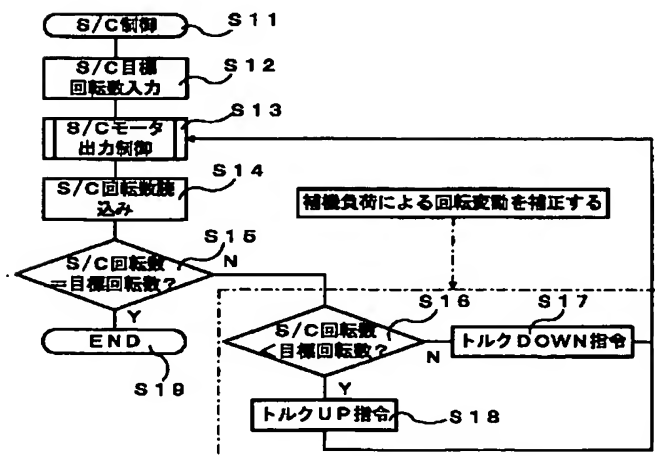 S/C制御
S11
S/C目標
回転数入力
S12
S/Cモータ
出力制御
S13
S/C回転数読
込み
S14
補機負荷による回転変動を補正する
S/C回転数
=目標回転数?
S15
N
Y
END
S19
S/C回転数
<目標回転数?
S16
N
Y
トルクDOWN指令
S17
トルクUP指令
S18